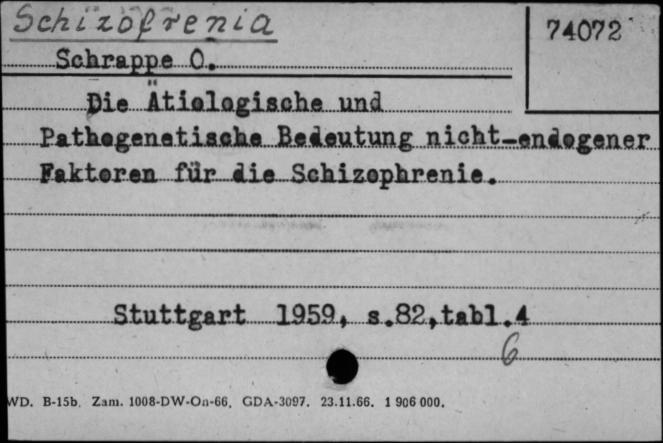 Schizofrenia
74072
Schrappe O.
Die Ätiologische und
Pathogenetische Bedeutung nicht-endogener
Faktoren für die Schizophrenie.
Stuttgart 1959, s.82,tabl.4
6
WD. B-15b. Zam. 1008-DW-On-66. GDA-3097. 23.11.66. 1 906 000.